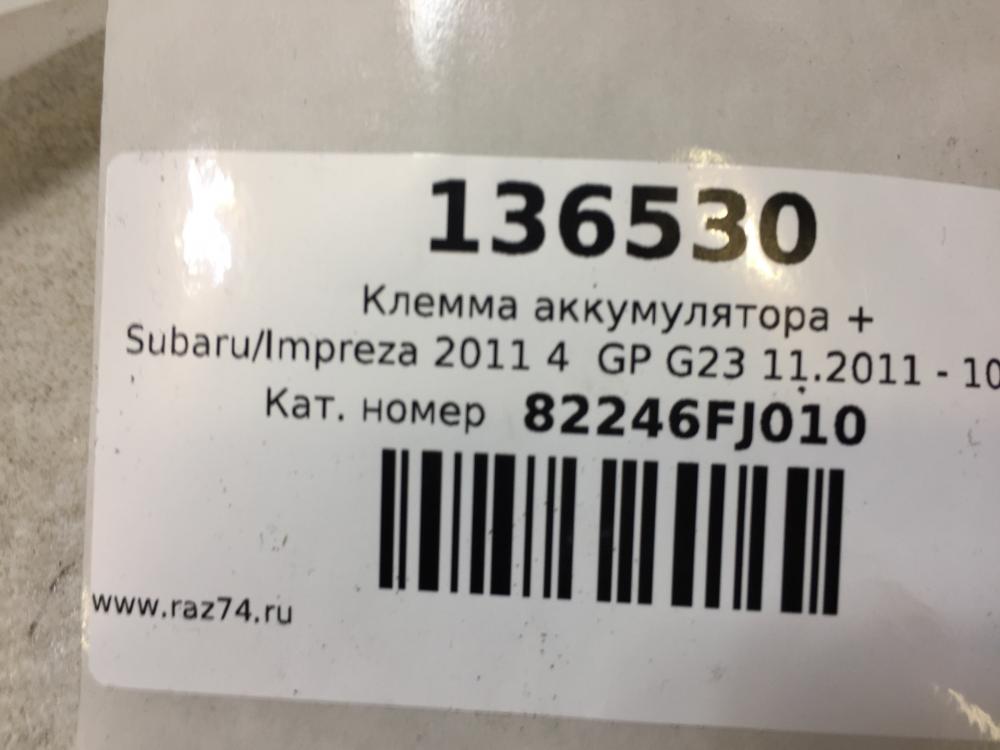 136530
Клемма аккумулятора +
Subaru/Impreza 2011 4 GP G23 11.2011 - 10
Кат. номер 82246FJ010
www.raz74.ru